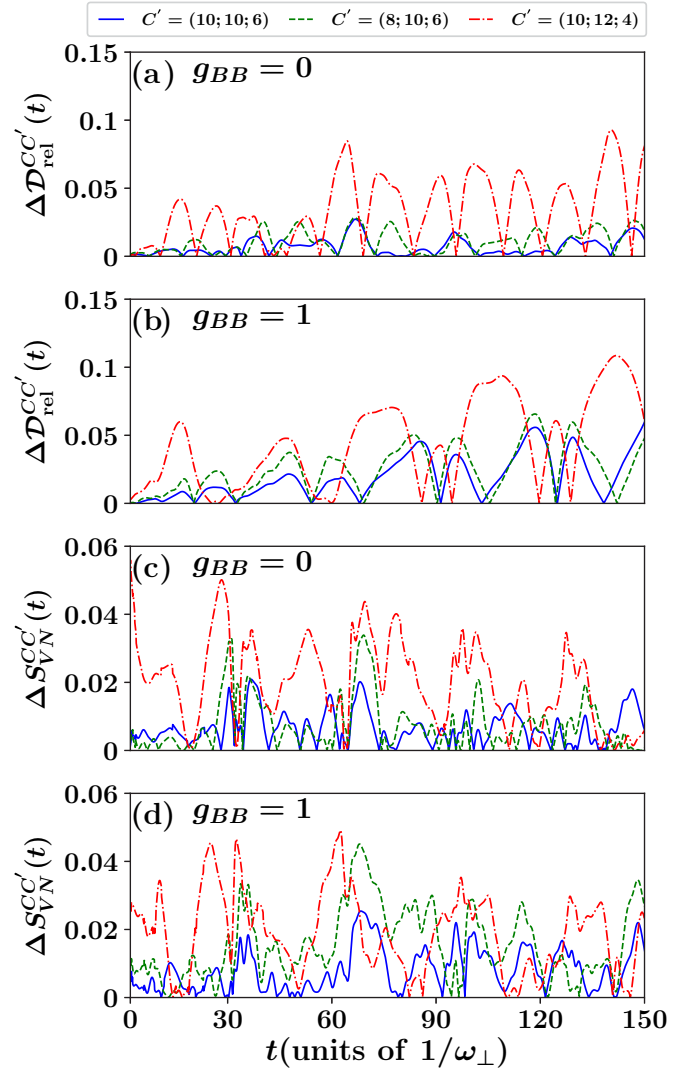 C′ = (10; 10; 6) C′ = (8; 10; 6) C′ = (10; 12; 4)
0.15
(a) g_BB = 0
0.1
ΔD_rel^CC′(t)
0.05
0
0.15
(b) g_BB = 1
0.1
ΔD_rel^CC′(t)
0.05
0
0.06
(c) g_BB = 0
0.04
ΔS_VN^CC′(t)
0.02
0
0.06
(d) g_BB = 1
0.04
ΔS_VN^CC′(t)
0.02
0
0 30 60 90 120 150
t(units of 1/ω_⊥)